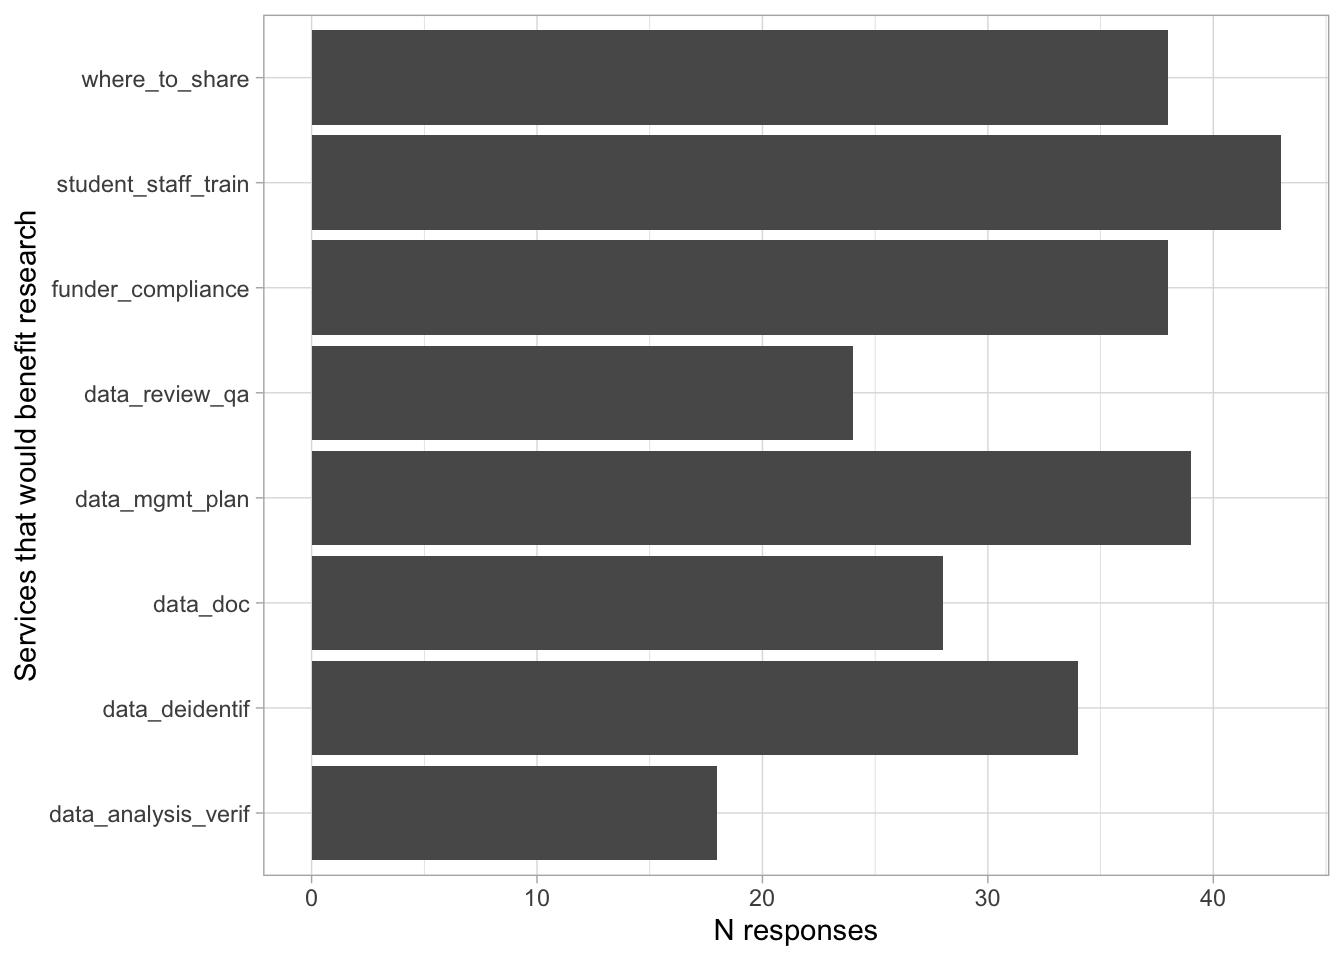 Services that would benefit research
where_to_share
student_staff_train
funder_compliance
data_review_qa
data_mgmt_plan
data_doc
data_deidentif
data_analysis_verif
0 10 20 30 40
N responses